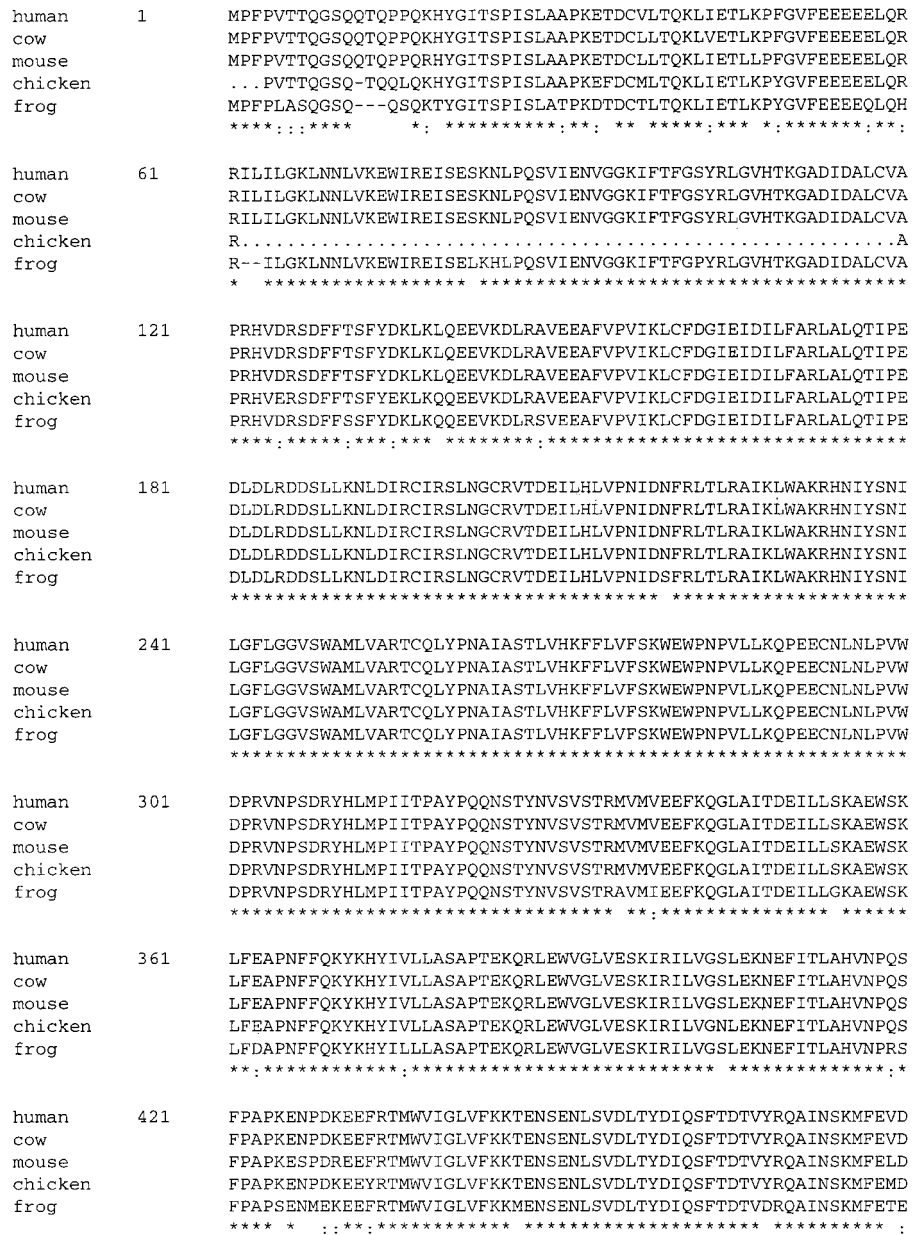 human 1 MPFPVTTQGSQQTQPPQKHYGITSPISLAAPKETDCVLTQKLIETLKPFGVFEEEEELQR
cow MPFPVTTQGSQQTQPPQKHYGITSPISLAAPKETDCLLTQKLVETLKPFGVFEEEEELQR
mouse MPFPVTTQGSQQTQPPQRHYGITSPISLAAPKETDCLLTQKLIETLLPFGVFEEEEELQR
chicken ...PVTTQGSQ-TQQLQKHYGITSPISLAAPKEFDCMLTQKLIETLKPYGVFEEEEELQR
frog MPFPLASQGSQ---QSQKTYGITSPISLATPKDTDCTLTQKLIETLKPYGVFEEEEQLQH
****:::**** *: **********:**: ** *****:*** *:*******:**:
human 61 RILILGKLNNLVKEWIREISESKNLPQSVIENVGGKIFTFGSYRLGVHTKGADIDALCVA
cow RILILGKLNNLVKEWIREISESKNLPQSVIENVGGKIFTFGSYRLGVHTKGADIDALCVA
mouse RILILGKLNNLVKEWIREISESKNLPQSVIENVGGKIFTFGSYRLGVHTKGADIDALCVA
chicken R..........................................................A
frog R--ILGKLNNLVKEWIREISELKHLPQSVIENVGGKIFTFGPYRLGVHTKGADIDALCVA
* ****************** **************************************
human 121 PRHVDRSDFFTSFYDKLKLQEEVKDLRAVEEAFVPVIKLCFDGIEIDILFARLALQTIPE
cow PRHVDRSDFFTSFYDKLKLQEEVKDLRAVEEAFVPVIKLCFDGIEIDILFARLALQTIPE
mouse PRHVDRSDFFTSFYDKLKLQEEVKDLRAVEEAFVPVIKLCFDGIEIDILFARLALQTIPE
chicken PRHVERSDFFTSFYEKLKQQEEVKDLRAVEEAFVPVIKLCFDGIEIDILFARLALQTIPE
frog PRHVDRSDFFSSFYDKLKQQEEVKDLRSVEEAFVPVIKLCFDGIEIDILFARLALQTIPE
****:*****:***:*** ********:********************************
human 181 DLDLRDDSLLKNLDIRCIRSLNGCRVTDEILHLVPNIDNFRLTLRAIKLWAKRHNIYSNI
cow DLDLRDDSLLKNLDIRCIRSLNGCRVTDEILHLVPNIDNFRLTLRAIKLWAKRHNIYSNI
mouse DLDLRDDSLLKNLDIRCIRSLNGCRVTDEILHLVPNIDNFRLTLRAIKLWAKRHNIYSNI
chicken DLDLRDDSLLKNLDIRCIRSLNGCRVTDEILHLVPNIDNFRLTLRAIKLWAKRHNIYSNI
frog DLDLRDDSLLKNLDIRCIRSLNGCRVTDEILHLVPNIDSFRLTLRAIKLWAKRHNIYSNI
************************************** *********************
human 241 LGFLGGVSWAMLVARTCQLYPNAIASTLVHKFFLVFSKWEWPNPVLLKQPEECNLNLPVW
cow LGFLGGVSWAMLVARTCQLYPNAIASTLVHKFFLVFSKWEWPNPVLLKQPEECNLNLPVW
mouse LGFLGGVSWAMLVARTCQLYPNAIASTLVHKFFLVFSKWEWPNPVLLKQPEECNLNLPVW
chicken LGFLGGVSWAMLVARTCQLYPNAIASTLVHKFFLVFSKWEWPNPVLLKQPEECNLNLPVW
frog LGFLGGVSWAMLVARTCQLYPNAIASTLVHKFFLVFSKWEWPNPVLLKQPEECNLNLPVW
************************************************************
human 301 DPRVNPSDRYHLMPIITPAYPQQNSTYNVSVSTRMVMVEEFKQGLAITDEILLSKAEWSK
cow DPRVNPSDRYHLMPIITPAYPQQNSTYNVSVSTRMVMVEEFKQGLAITDEILLSKAEWSK
mouse DPRVNPSDRYHLMPIITPAYPQQNSTYNVSVSTRMVMVEEFKQGLAITDEILLSKAEWSK
chicken DPRVNPSDRYHLMPIITPAYPQQNSTYNVSVSTRMVMVEEFKQGLAITDEILLSKAEWSK
frog DPRVNPSDRYHLMPIITPAYPQQNSTYNVSVSTRAVMIEEFKQGLAITDEILLGKAEWSK
********************************** **:*************** ******
human 361 LFEAPNFFQKYKHYIVLLASAPTEKQRLEWVGLVESKIRILVGSLEKNEFITLAHVNPQS
cow LFEAPNFFQKYKHYIVLLASAPTEKQRLEWVGLVESKIRILVGSLEKNEFITLAHVNPQS
mouse LFEAPNFFQKYKHYIVLLASAPTEKQRLEWVGLVESKIRILVGSLEKNEFITLAHVNPQS
chicken LFEAPNFFQKYKHYIVLLASAPTEKQRLEWVGLVESKIRILVGNLEKNEFITLAHVNPQS
frog LFDAPNFFQKYKHYILLLASAPTEKQRLEWVGLVESKIRILVGSLEKNEFITLAHVNPRS
**:************:*************************** **************:*
human 421 FPAPKENPDKEEFRTMWVIGLVFKKTENSENLSVDLTYDIQSFTDTVYRQAINSKMFEVD
cow FPAPKENPDKEEFRTMWVIGLVFKKTENSENLSVDLTYDIQSFTDTVYRQAINSKMFEVD
mouse FPAPKESPDREEFRTMWVIGLVFKKTENSENLSVDLTYDIQSFTDTVYRQAINSKMFELD
chicken FPAPKENPDKEEYRTMWVIGLVFKKTENSENLSVDLTYDIQSFTDTVYRQAINSKMFEMD
frog FPAPSENMEKEEFRTMWVIGLVFKKMENSENLSVDLTYDIQSFTDTVDRQAINSKMFETE
**** * ::**:************ ********************* ********** :